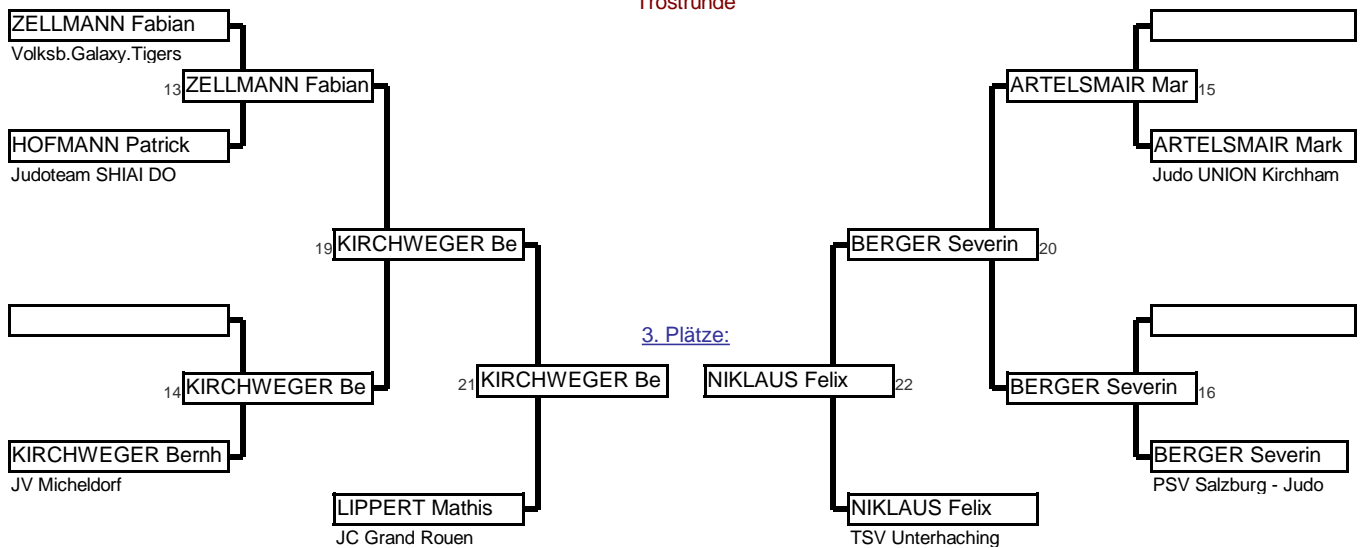 Trostrunde
ZELLMANN Fabian
Volksb.Galaxy.Tigers
13 ZELLMANN Fabian
HOFMANN Patrick
Judoteam SHIAI DO
19 KIRCHWEGER Be
14 KIRCHWEGER Be
KIRCHWEGER Bernh
JV Micheldorf
21 KIRCHWEGER Be
LIPPERT Mathis
JC Grand Rouen
3. Plätze:
ARTELSMAIR Mar 15
ARTELSMAIR Mark
Judo UNION Kirchham
BERGER Severin 20
NIKLAUS Felix 22
BERGER Severin 16
BERGER Severin
PSV Salzburg - Judo
NIKLAUS Felix
TSV Unterhaching